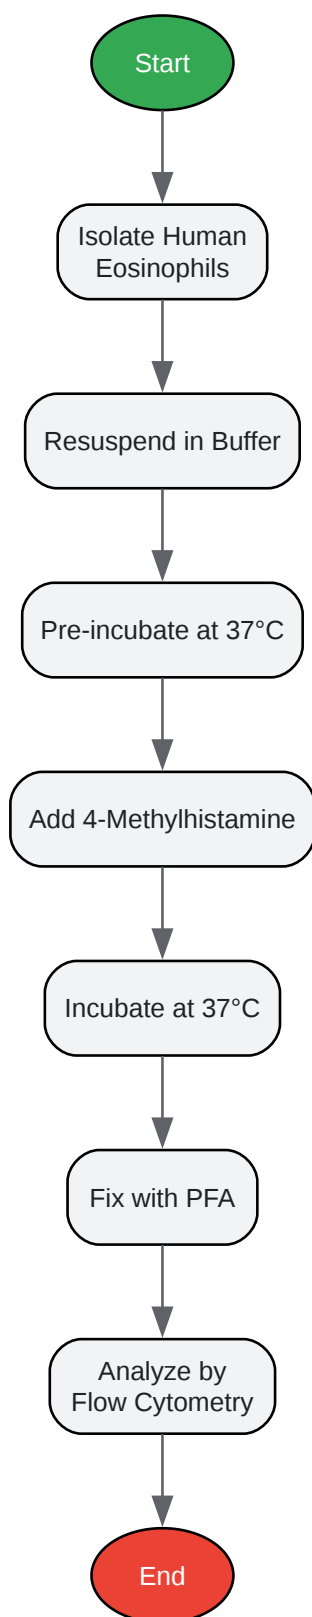 Start
Isolate Human
Eosinophils
Resuspend in Buffer
Pre-incubate at 37°C
Add 4-Methylhistamine
Incubate at 37°C
Fix with PFA
Analyze by
Flow Cytometry
End